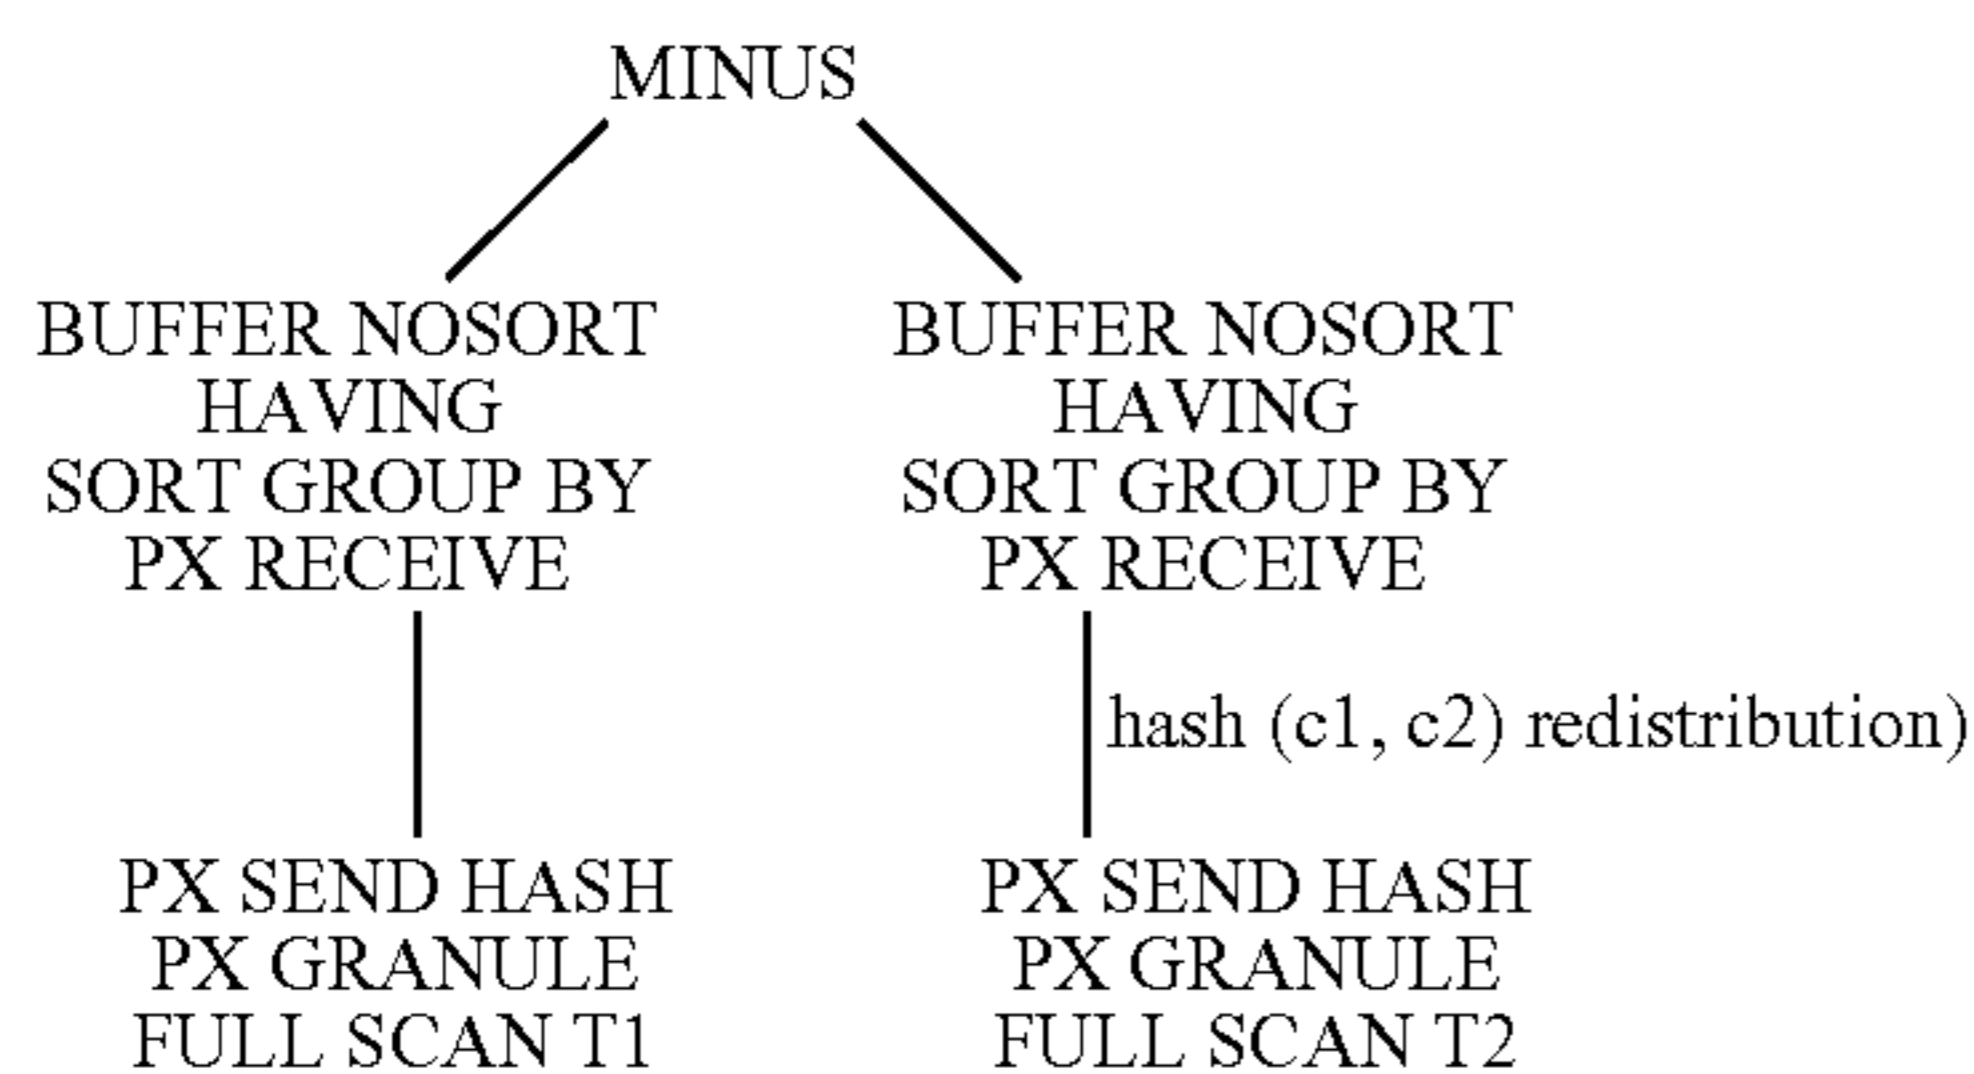 MINUS
BUFFER NOSORT
HAVING
SORT GROUP BY
PX RECEIVE
BUFFER NOSORT
HAVING
SORT GROUP BY
PX RECEIVE
hash (c1, c2) redistribution)
PX SEND HASH
PX GRANULE
FULL SCAN T1
PX SEND HASH
PX GRANULE
FULL SCAN T2